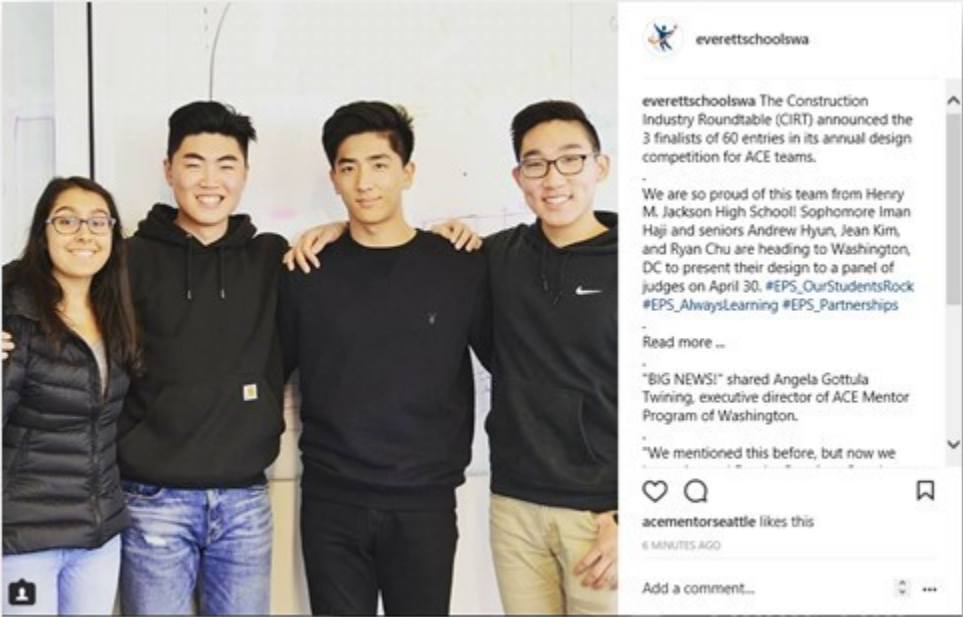 everettschoolswa
everettschoolswa The Construction
Industry Roundtable (CIRT) announced the
3 finalists of 60 entries in its annual design
competition for ACE teams.
.
We are so proud of this team from Henry
M. Jackson High School! Sophomore Iman
Haji and seniors Andrew Hyun, Jean Kim,
and Ryan Chu are heading to Washington,
DC to present their design to a panel of
judges on April 30. #EPS_OurStudentsRock
#EPS_AlwaysLearning #EPS_Partnerships
.
Read more ...
.
"BIG NEWS!" shared Angela Gottula
Twining, executive director of ACE Mentor
Program of Washington.
.
"We mentioned this before, but now we
acementorseattle likes this
6 MINUTES AGO
Add a comment...